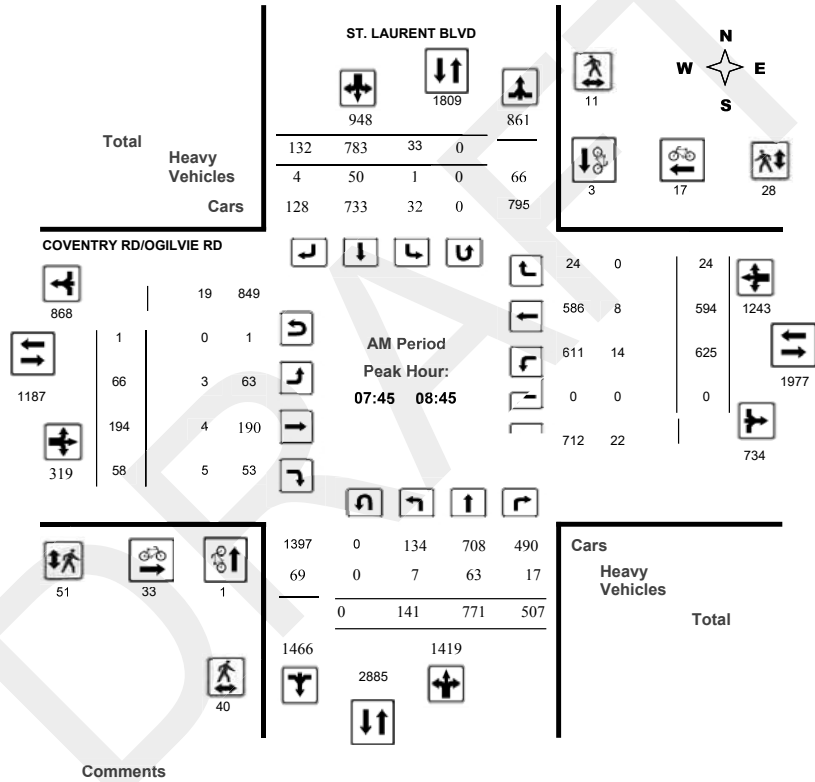 ST. LAURENT BLVD
N
W E
S
1809
11
948 861
Total
132 783 33 0
Heavy
Vehicles
4 50 1 0 66
Cars
128 733 32 0 795
3 17 28
COVENTRY RD/OGILVIE RD
24 0 24
868 19 849
1243
586 8 594
1 0 1
AM Period
611 14 625
1187
66 3 63
Peak Hour:
1977
07:45 08:45
0 0 0
194 4 190
712 22
734
319 58 5 53
1397 0 134 708 490
Cars
69 0 7 63 17
Heavy
Vehicles
51 33 1
0 141 771 507
Total
1466 1419
2885
40
Comments
DRAFT